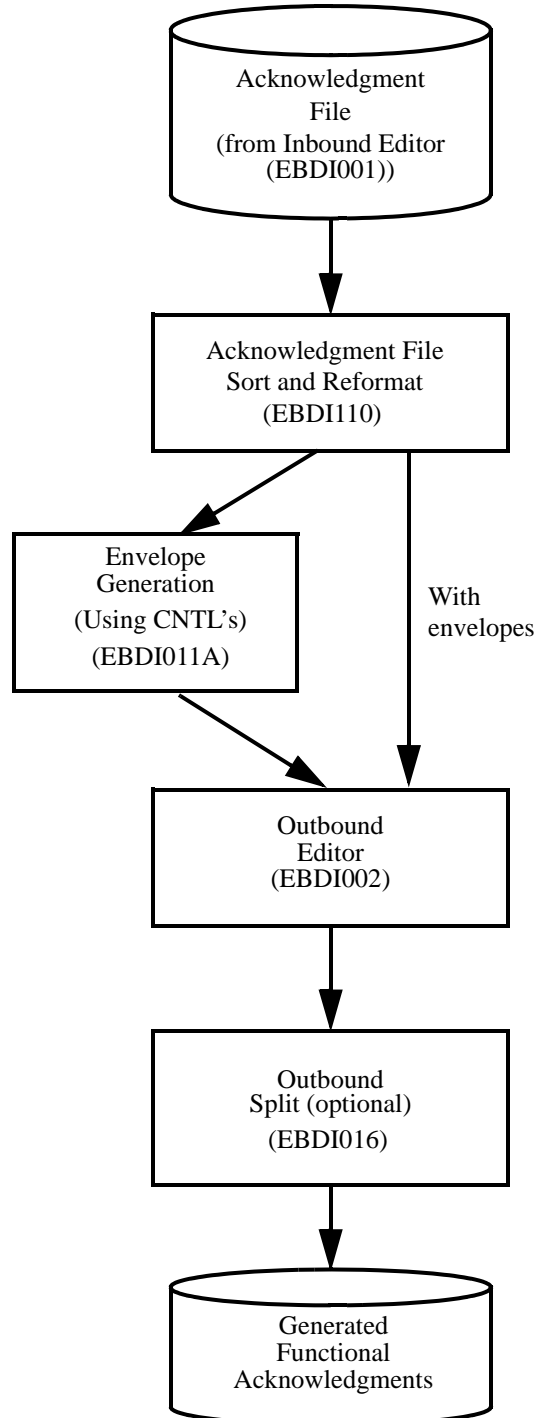 Acknowledgment
File
(from Inbound Editor
(EBDI001))
Acknowledgment File
Sort and Reformat
(EBDI110)
Envelope
Generation
(Using CNTL's)
(EBDI011A)
With
envelopes
Outbound
Editor
(EBDI002)
Outbound
Split (optional)
(EBDI016)
Generated
Functional
Acknowledgments